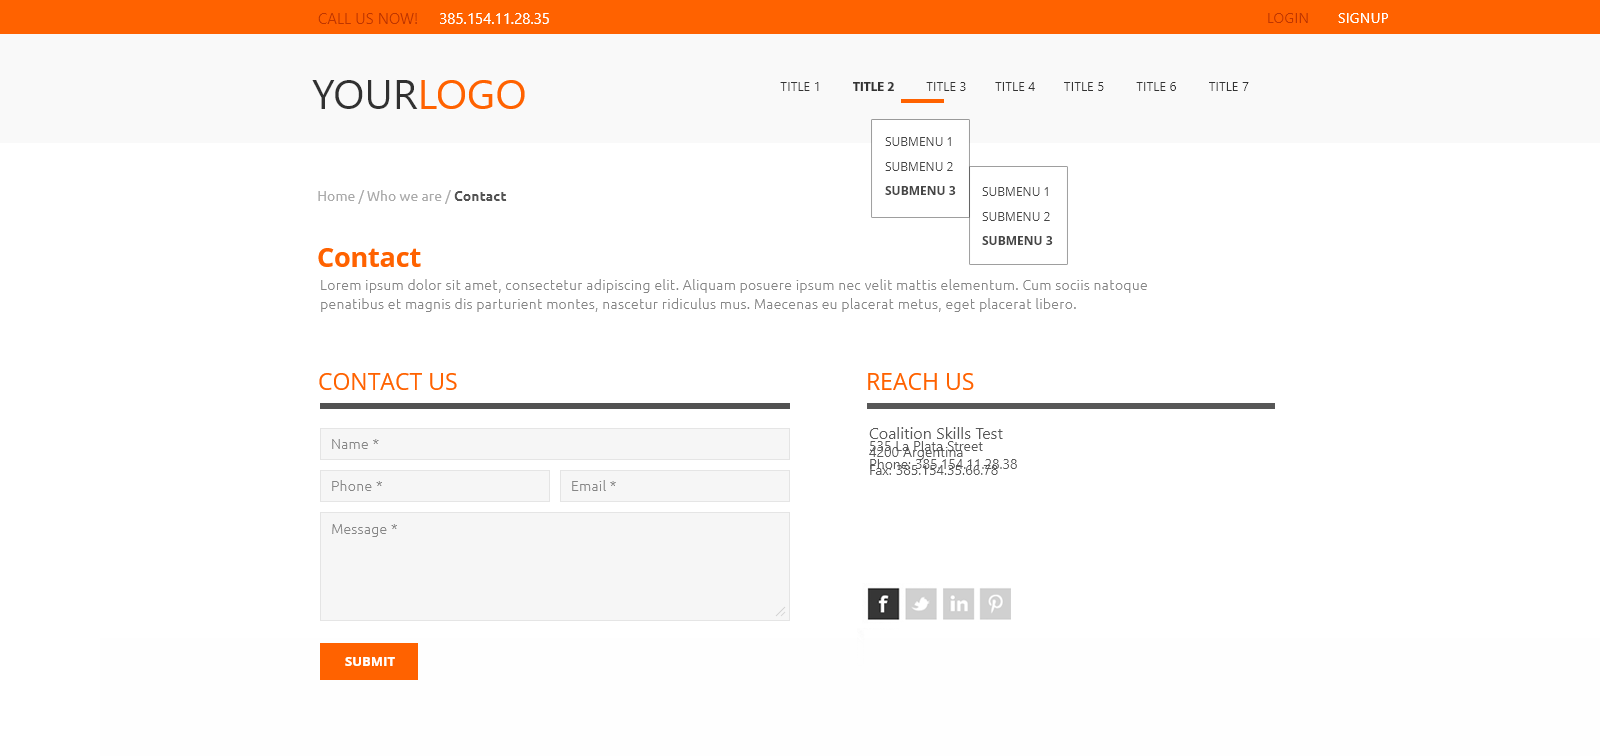 CALL US NOW! 385.154.11.28.35 LOGIN SIGNUP
YOURLOGO
TITLE 1 TITLE 2 TITLE 3 TITLE 4 TITLE 5 TITLE 6 TITLE 7
SUBMENU 1
SUBMENU 2
SUBMENU 3
SUBMENU 1
SUBMENU 2
SUBMENU 3
Home / Who we are / Contact
Contact
Lorem ipsum dolor sit amet, consectetur adipiscing elit. Aliquam posuere ipsum nec velit mattis elementum. Cum sociis natoque
penatibus et magnis dis parturient montes, nascetur ridiculus mus. Maecenas eu placerat metus, eget placerat libero.
CONTACT US
Name *
Phone *
Email *
Message *
SUBMIT
REACH US
Coalition Skills Test
535 La Plata Street
4200 Argentina
Phone: 385.154.11.28.38
Fax: 385.154.35.66.78